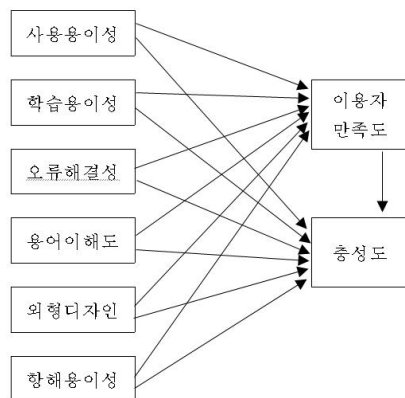 사용용이성
학습용이성
오류해결성
용어이해도
외형디자인
항해용이성
이용자
만족도
충성도